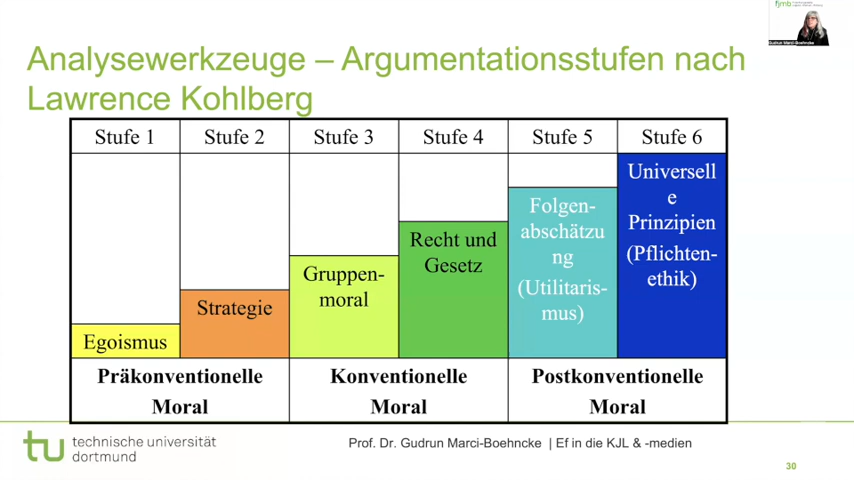 fjmb
Gudrun Marci-Boehncke
Analysewerkzeuge – Argumentationsstufen nach
Lawrence Kohlberg
Stufe 1
Stufe 2
Stufe 3
Stufe 4
Stufe 5
Stufe 6
Egoismus
Strategie
Gruppen-
moral
Recht und
Gesetz
Folgen-
abschätzu
ng
(Utilitaris-
mus)
Universell
e
Prinzipien
(Pflichten-
ethik)
Präkonventionelle
Moral
Konventionelle
Moral
Postkonventionelle
Moral
tu
technische universität
dortmund
Prof. Dr. Gudrun Marci-Boehncke | Ef in die KJL & -medien
30